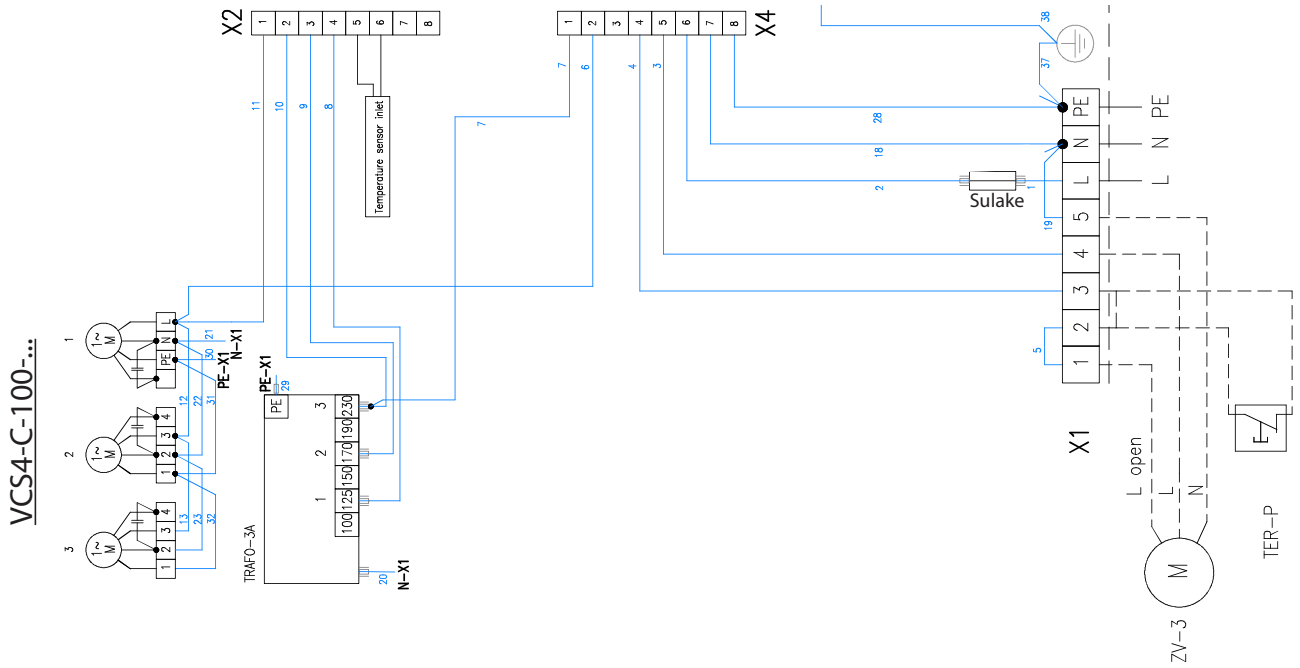 VCS4-C-100-...
X2
1 2 3 4 5 6 7 8
Temperature sensor inlet
11
10
9
8
X4
1 2 3 4 5 6 7 8
7
6
4
3
7
28
18
2
1
Sulake
19
5
37
38
X1
1 2 3 4 5 L N PE
L
N
PE
1
1~
M
PE N L
21
30
N-X1
PE-X1
12
22
31
2
1~
M
1 2 3 4
13
23
32
3
1~
M
1 2 3 4
TRAFO-3A
PE
PE-X1
29
1
2
3
100 125 150 170 190 230
20
N-X1
L open
L
N
M
ZV-3
TER-P